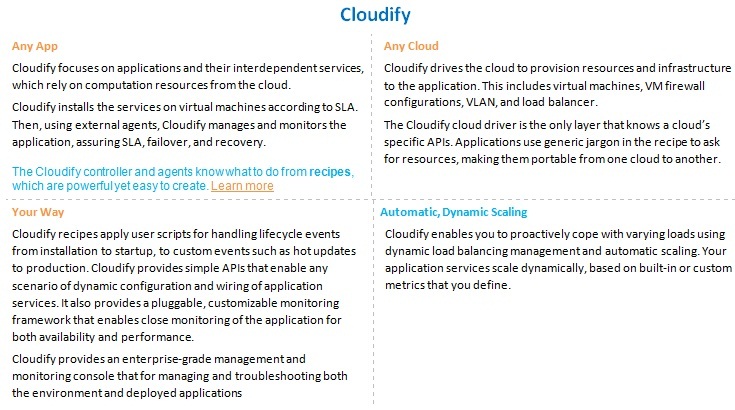 Cloudify
Any App
Cloudify focuses on applications and their interdependent services,
which rely on computation resources from the cloud.
Cloudify installs the services on virtual machines according to SLA.
Then, using external agents, Cloudify manages and monitors the
application, assuring SLA, failover, and recovery.
The Cloudify controller and agents know what to do from recipes,
which are powerful yet easy to create. Learn more
Any Cloud
Cloudify drives the cloud to provision resources and infrastructure
to the application. This includes virtual machines, VM firewall
configurations, VLAN, and load balancer.
The Cloudify cloud driver is the only layer that knows a cloud's
specific APIs. Applications use generic jargon in the recipe to ask
for resources, making them portable from one cloud to another.
Your Way
Cloudify recipes apply user scripts for handling lifecycle events
from installation to startup, to custom events such as hot updates
to production. Cloudify provides simple APIs that enable any
scenario of dynamic configuration and wiring of application
services. It also provides a pluggable, customizable monitoring
framework that enables close monitoring of the application for
both availability and performance.
Cloudify provides an enterprise-grade management and
monitoring console that for managing and troubleshooting both
the environment and deployed applications
Automatic, Dynamic Scaling
Cloudify enables you to proactively cope with varying loads using
dynamic load balancing management and automatic scaling. Your
application services scale dynamically, based on built-in or custom
metrics that you define.